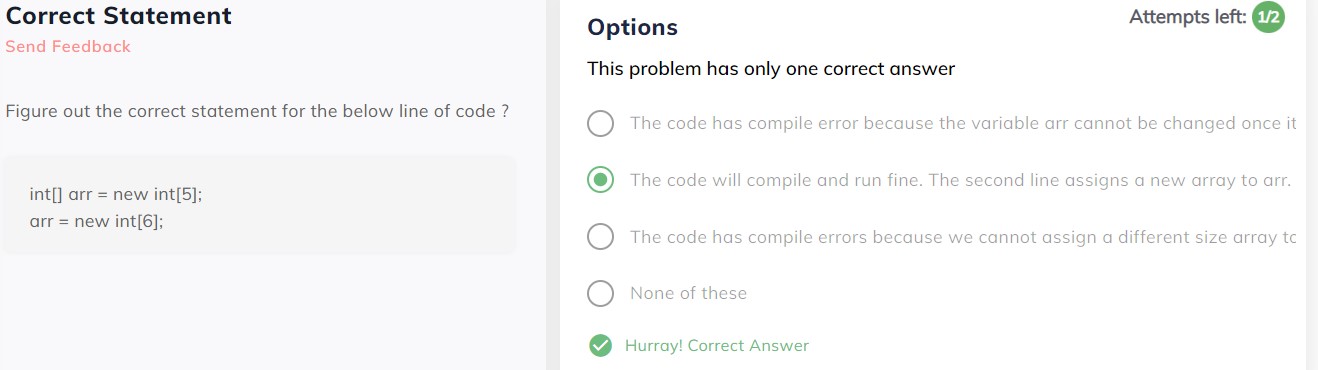 Correct Statement
Send Feedback
Figure out the correct statement for the below line of code ?
int[] arr = new int[5];
arr = new int[6];
Options
Attempts left: 1/2
This problem has only one correct answer
The code has compile error because the variable arr cannot be changed once it
The code will compile and run fine. The second line assigns a new array to arr.
The code has compile errors because we cannot assign a different size array to
None of these
Hurray! Correct Answer